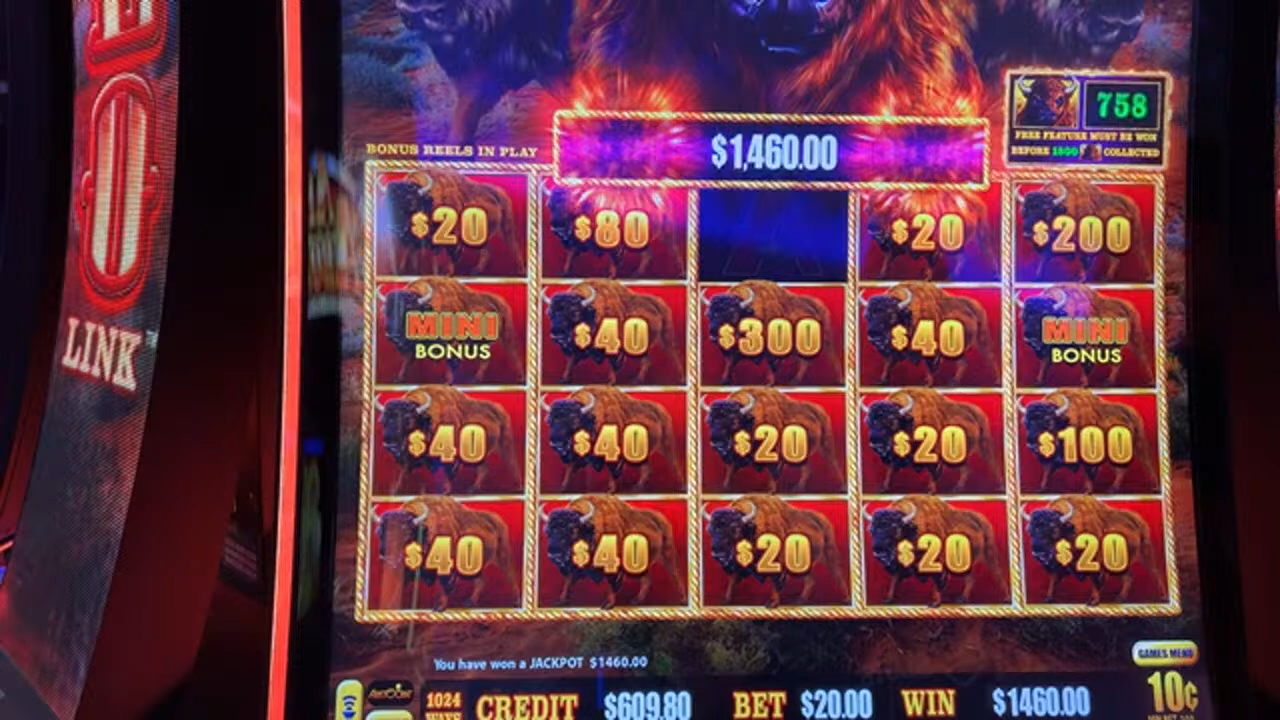 LINK
BONUS REELS IN PLAY
$1,460.00
758
FREE FEATURE MUST BE WON
BEFORE 1800 COLLECTED
$20 $80 $20 $200
MINI BONUS $40 $300 $40 MINI BONUS
$40 $40 $20 $20 $100
$40 $40 $20 $20 $20
You have won a JACKPOT $1460.00
GAMES MENU
1024 WAYS CREDIT $609.80 BET $20.00 WIN $1460.00 10¢